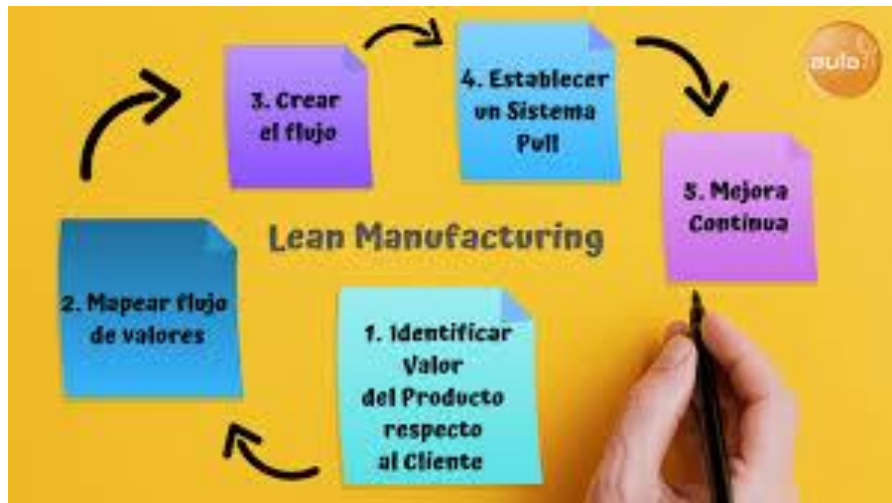 aula21
3. Crear
el flujo
4. Establecer
un Sistema
Pull
5. Mejora
Continua
Lean Manufacturing
2. Mapear flujo
de valores
1. Identificar
Valor
del Producto
respecto
al Cliente